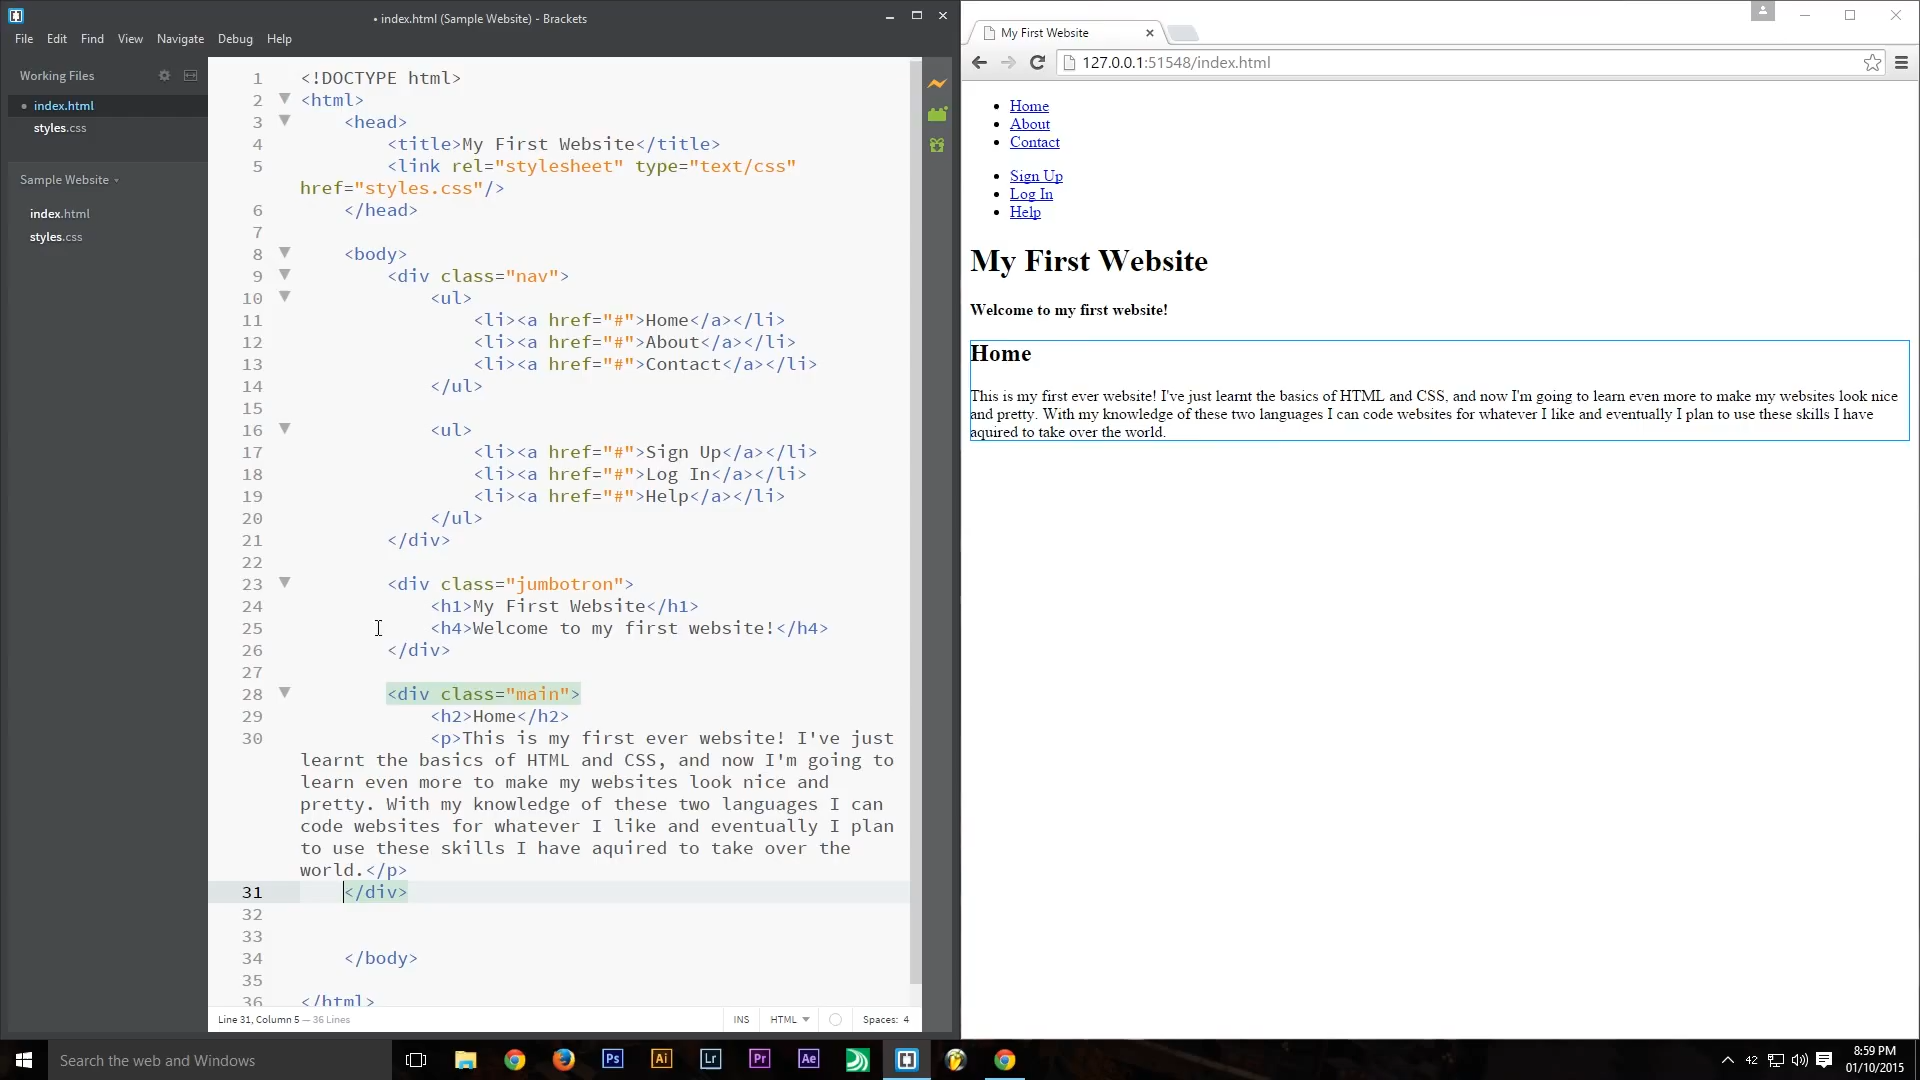 • index.html (Sample Website) - Brackets
File Edit Find View Navigate Debug Help
Working Files
• index.html
styles.css
Sample Website
index.html
styles.css
1 <!DOCTYPE html>
2 <html>
3 <head>
4 <title>My First Website</title>
5 <link rel="stylesheet" type="text/css"
href="styles.css"/>
6 </head>
7
8 <body>
9 <div class="nav">
10 <ul>
11 <li><a href="#">Home</a></li>
12 <li><a href="#">About</a></li>
13 <li><a href="#">Contact</a></li>
14 </ul>
15
16 <ul>
17 <li><a href="#">Sign Up</a></li>
18 <li><a href="#">Log In</a></li>
19 <li><a href="#">Help</a></li>
20 </ul>
21 </div>
22
23 <div class="jumbotron">
24 <h1>My First Website</h1>
25 <h4>Welcome to my first website!</h4>
26 </div>
27
28 <div class="main">
29 <h2>Home</h2>
30 <p>This is my first ever website! I've just
learnt the basics of HTML and CSS, and now I'm going to
learn even more to make my websites look nice and
pretty. With my knowledge of these two languages I can
code websites for whatever I like and eventually I plan
to use these skills I have aquired to take over the
world.</p>
31 </div>
32
33
34 </body>
35
36 </html>
Line 31, Column 5 — 36 Lines
INS HTML Spaces: 4
My First Website
127.0.0.1:51548/index.html
• Home
• About
• Contact
• Sign Up
• Log In
• Help
My First Website
Welcome to my first website!
Home
This is my first ever website! I've just learnt the basics of HTML and CSS, and now I'm going to learn even more to make my websites look nice
and pretty. With my knowledge of these two languages I can code websites for whatever I like and eventually I plan to use these skills I have
aquired to take over the world.
Search the web and Windows
Ps Ai Lr Pr Ae
42
8:59 PM
01/10/2015